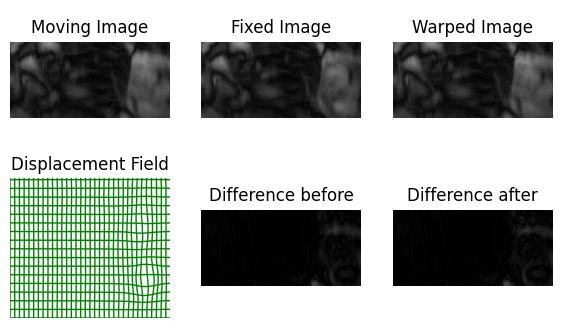 Moving Image
Fixed Image
Warped Image
Displacement Field
Difference before
Difference after